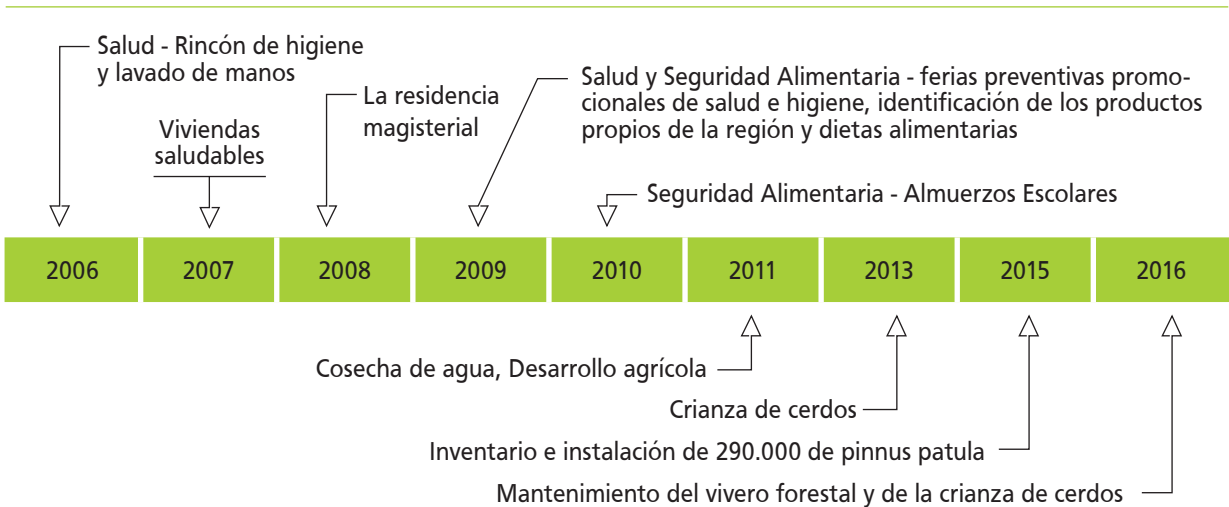 Salud - Rincón de higiene
y lavado de manos
Viviendas
saludables
La residencia
magisterial
Salud y Seguridad Alimentaria - ferias preventivas promo-
cionales de salud e higiene, identificación de los productos
propios de la región y dietas alimentarias
Seguridad Alimentaria - Almuerzos Escolares
2006 2007 2008 2009 2010 2011 2013 2015 2016
Cosecha de agua, Desarrollo agrícola
Crianza de cerdos
Inventario e instalación de 290.000 de pinnus patula
Mantenimiento del vivero forestal y de la crianza de cerdos